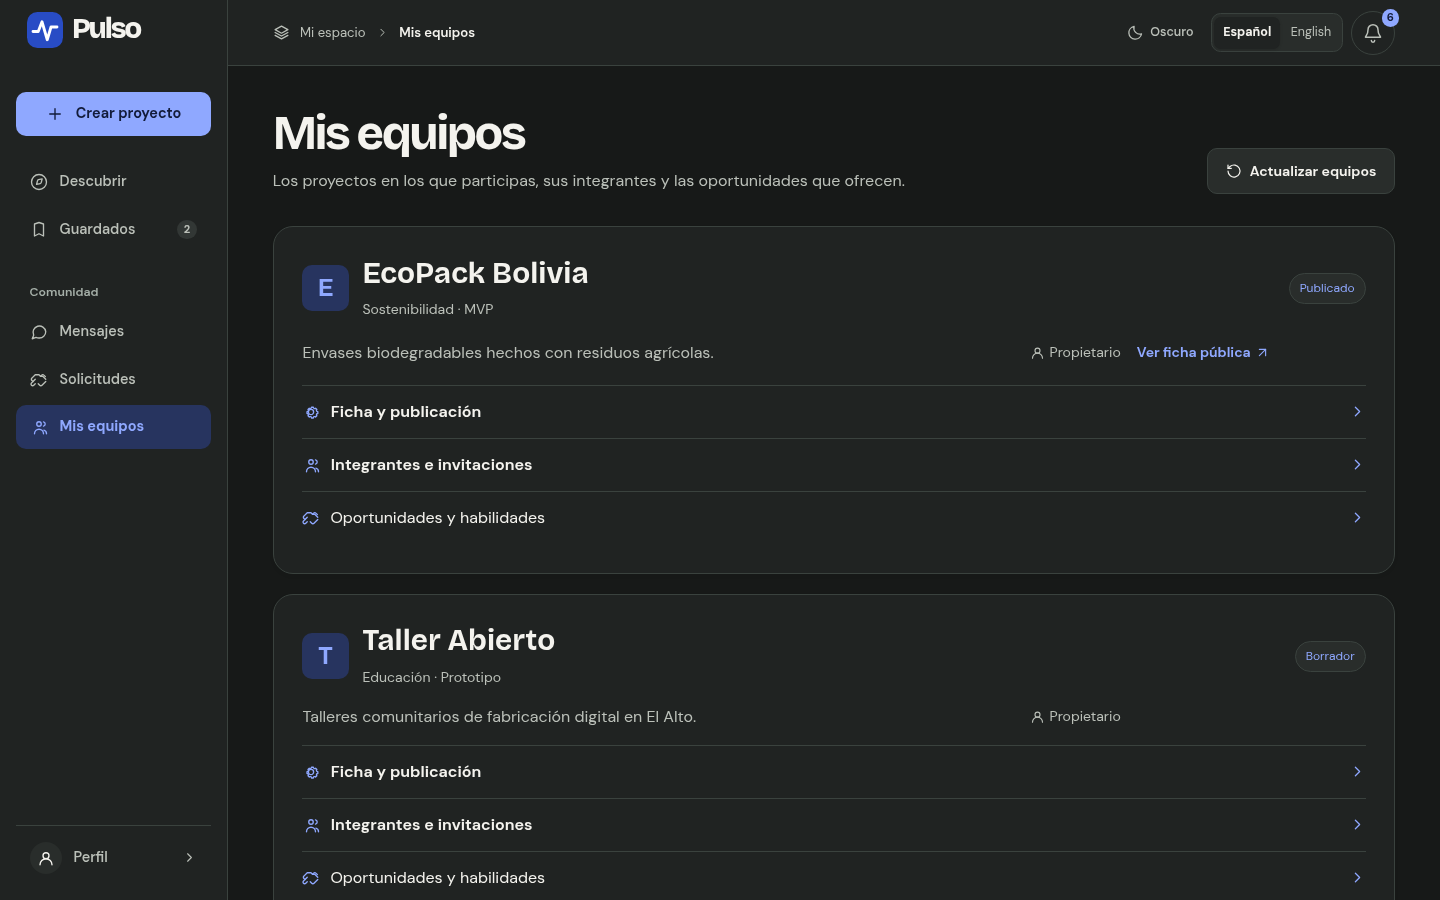 Pulso
Mi espacio
Mis equipos
Oscuro
Español
English
6
Crear proyecto
Descubrir
Guardados
2
Comunidad
Mensajes
Solicitudes
Mis equipos
Perfil
Mis equipos
Los proyectos en los que participas, sus integrantes y las oportunidades que ofrecen.
Actualizar equipos
E
EcoPack Bolivia
Sostenibilidad · MVP
Publicado
Envases biodegradables hechos con residuos agrícolas.
Propietario
Ver ficha pública
Ficha y publicación
Integrantes e invitaciones
Oportunidades y habilidades
T
Taller Abierto
Educación · Prototipo
Borrador
Talleres comunitarios de fabricación digital en El Alto.
Propietario
Ficha y publicación
Integrantes e invitaciones
Oportunidades y habilidades